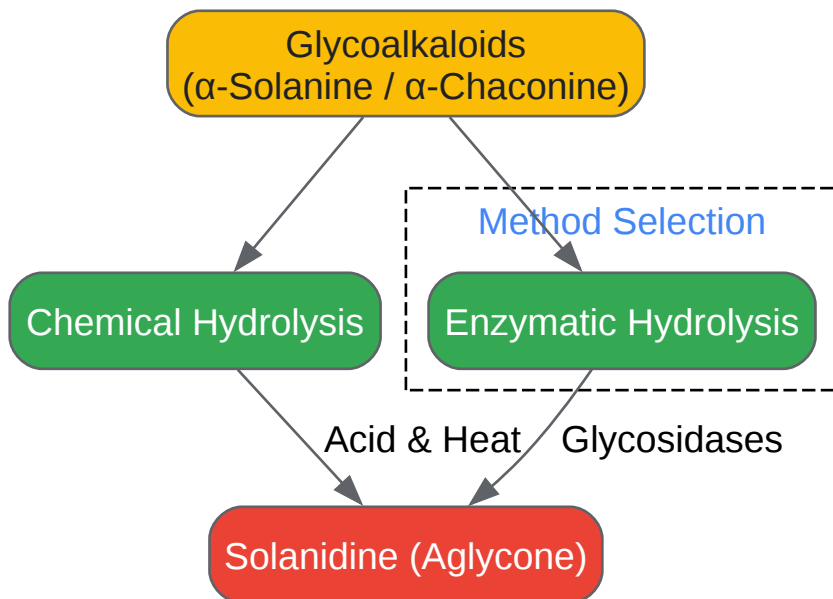 Glycoalkaloids
(α-Solanine / α-Chaconine)
Method Selection
Chemical Hydrolysis
Enzymatic Hydrolysis
Acid & Heat
Glycosidases
Solanidine (Aglycone)